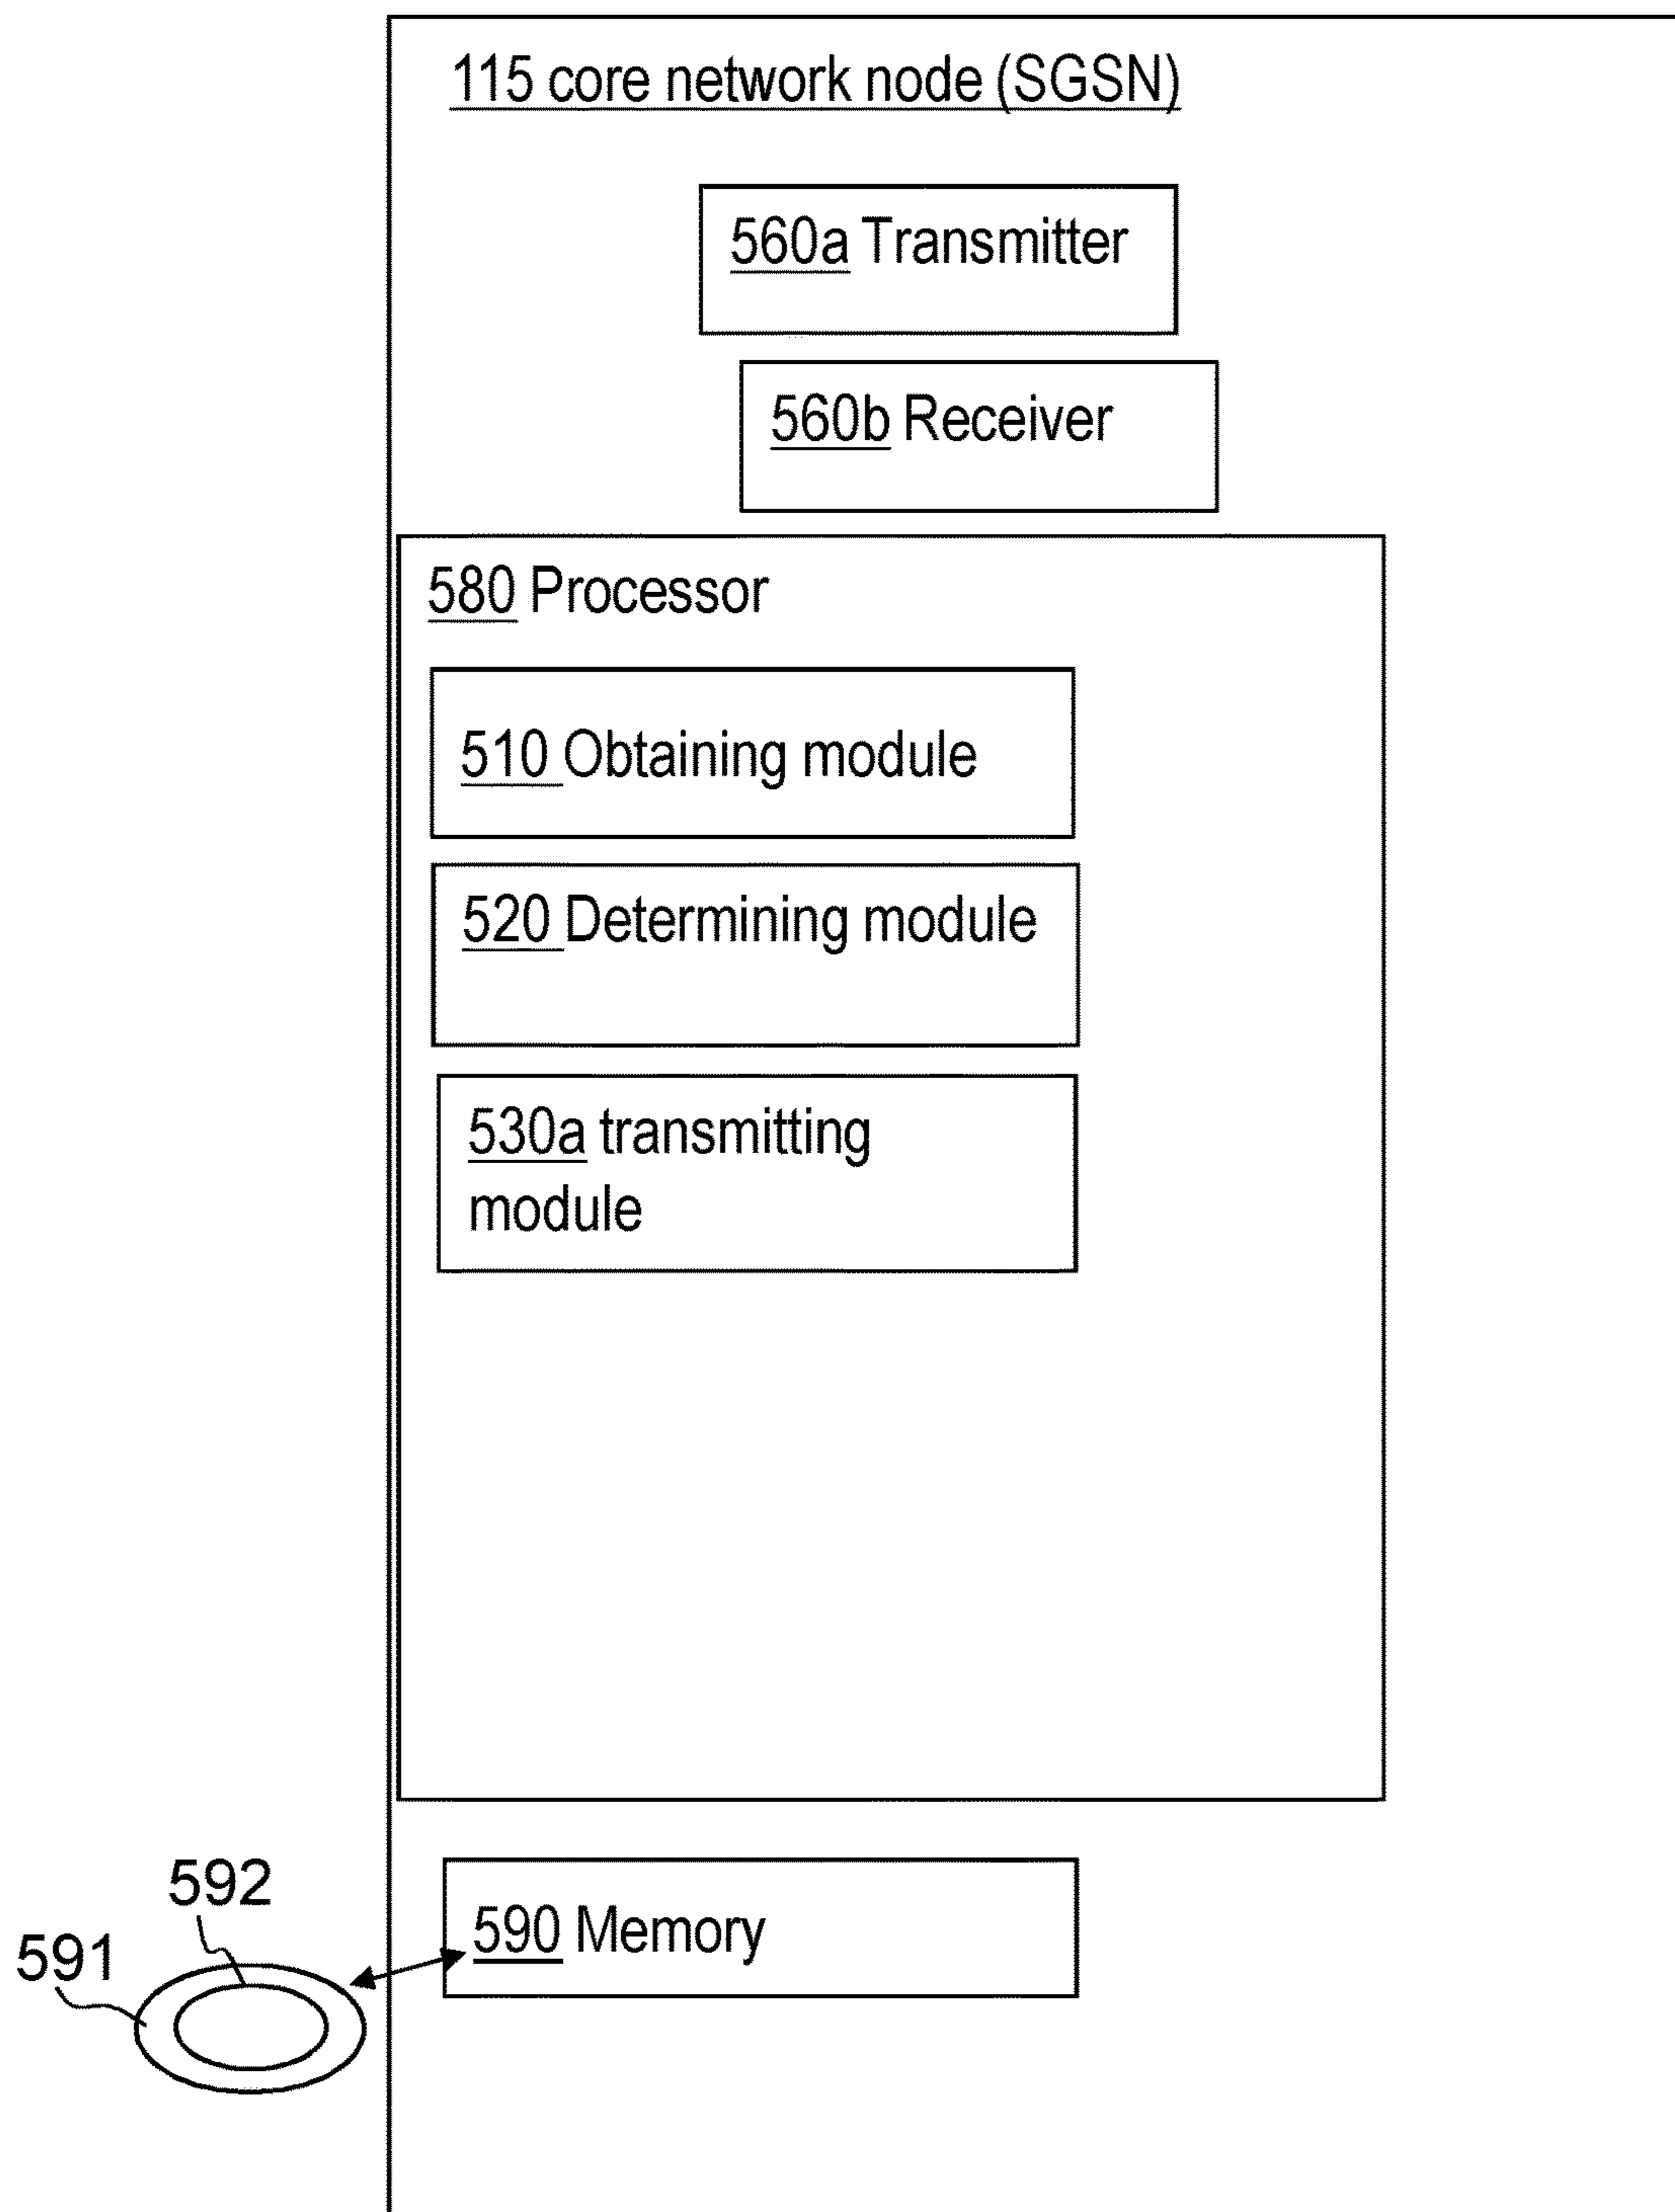 115 core network node (SGSN)
560a Transmitter
560b Receiver
580 Processor
510 Obtaining module
520 Determining module
530a transmitting
module
592
591
590 Memory